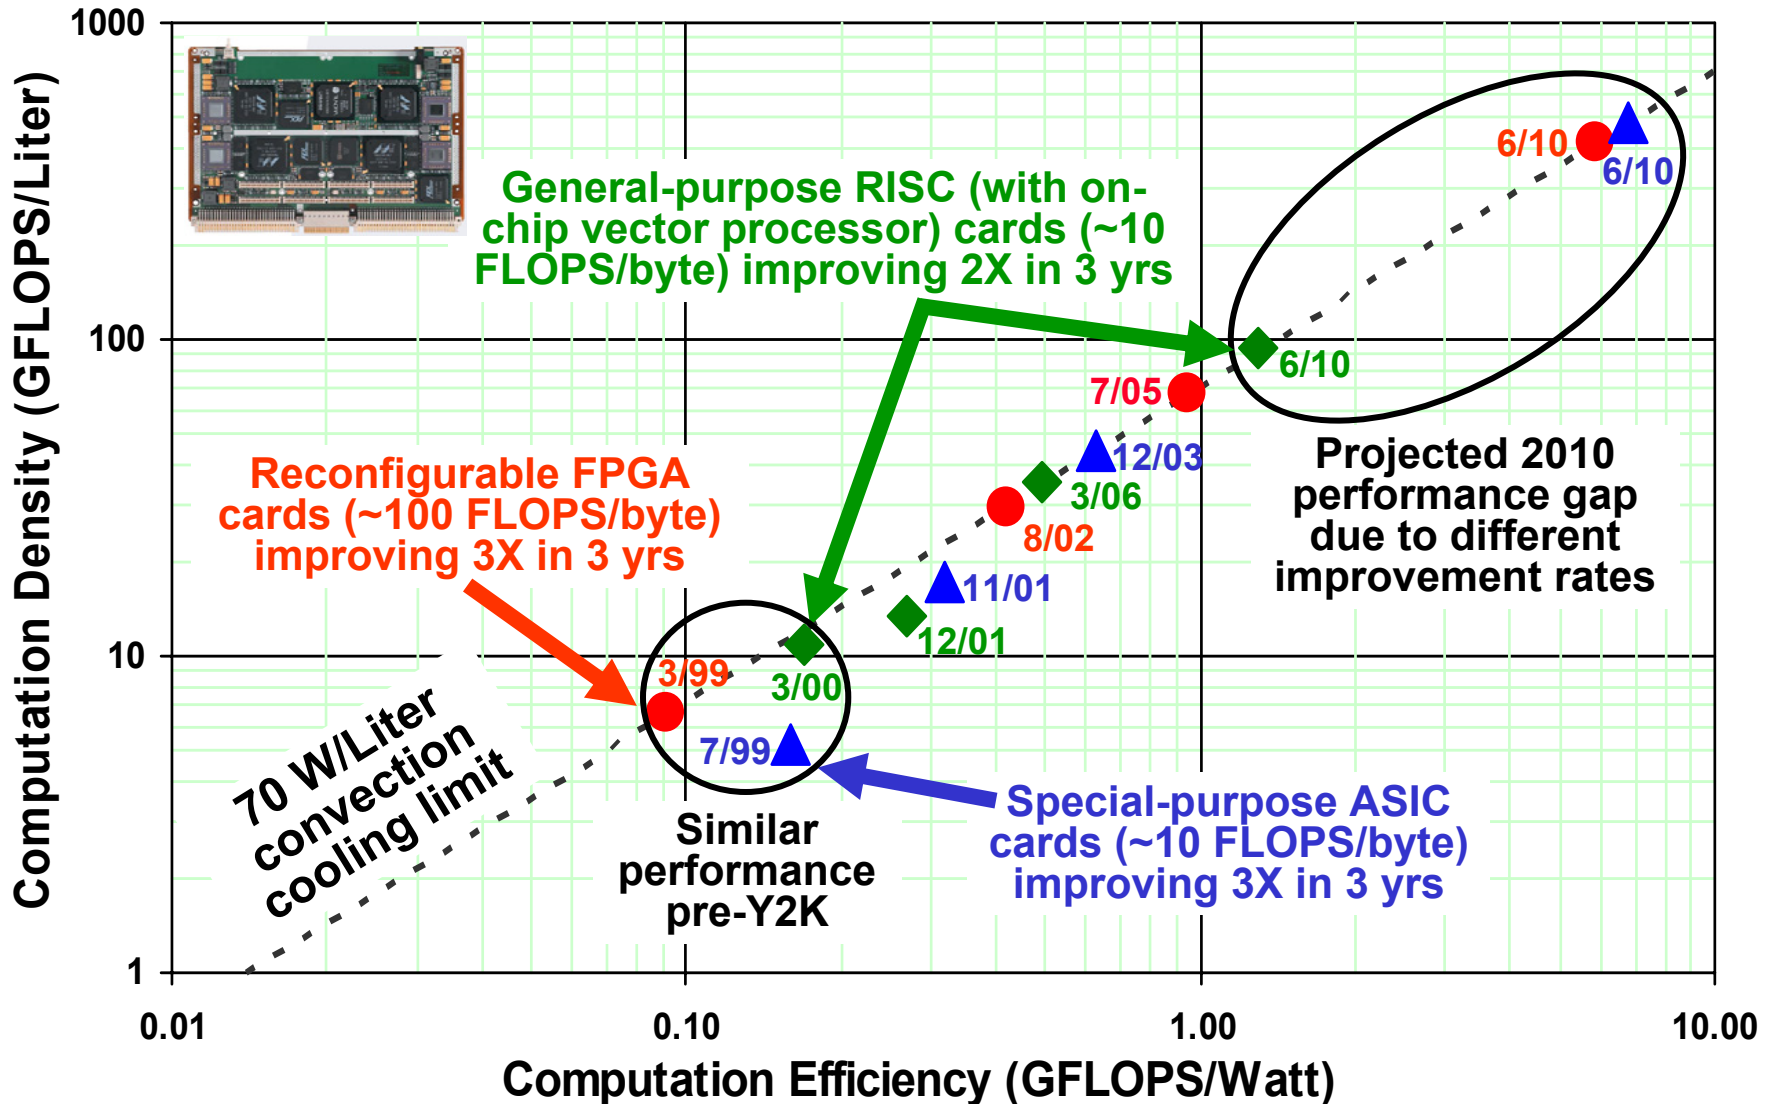 1000
100
10
1
Computation Density (GFLOPS/Liter)
General-purpose RISC (with on-
chip vector processor) cards (~10
FLOPS/byte) improving 2X in 3 yrs
6/10
6/10
6/10
7/05
12/03
3/06
8/02
11/01
12/01
3/99
3/00
7/99
Reconfigurable FPGA
cards (~100 FLOPS/byte)
improving 3X in 3 yrs
Projected 2010
performance gap
due to different
improvement rates
70 W/Liter
convection
cooling limit
Similar
performance
pre-Y2K
Special-purpose ASIC
cards (~10 FLOPS/byte)
improving 3X in 3 yrs
0.01
0.10
1.00
10.00
Computation Efficiency (GFLOPS/Watt)